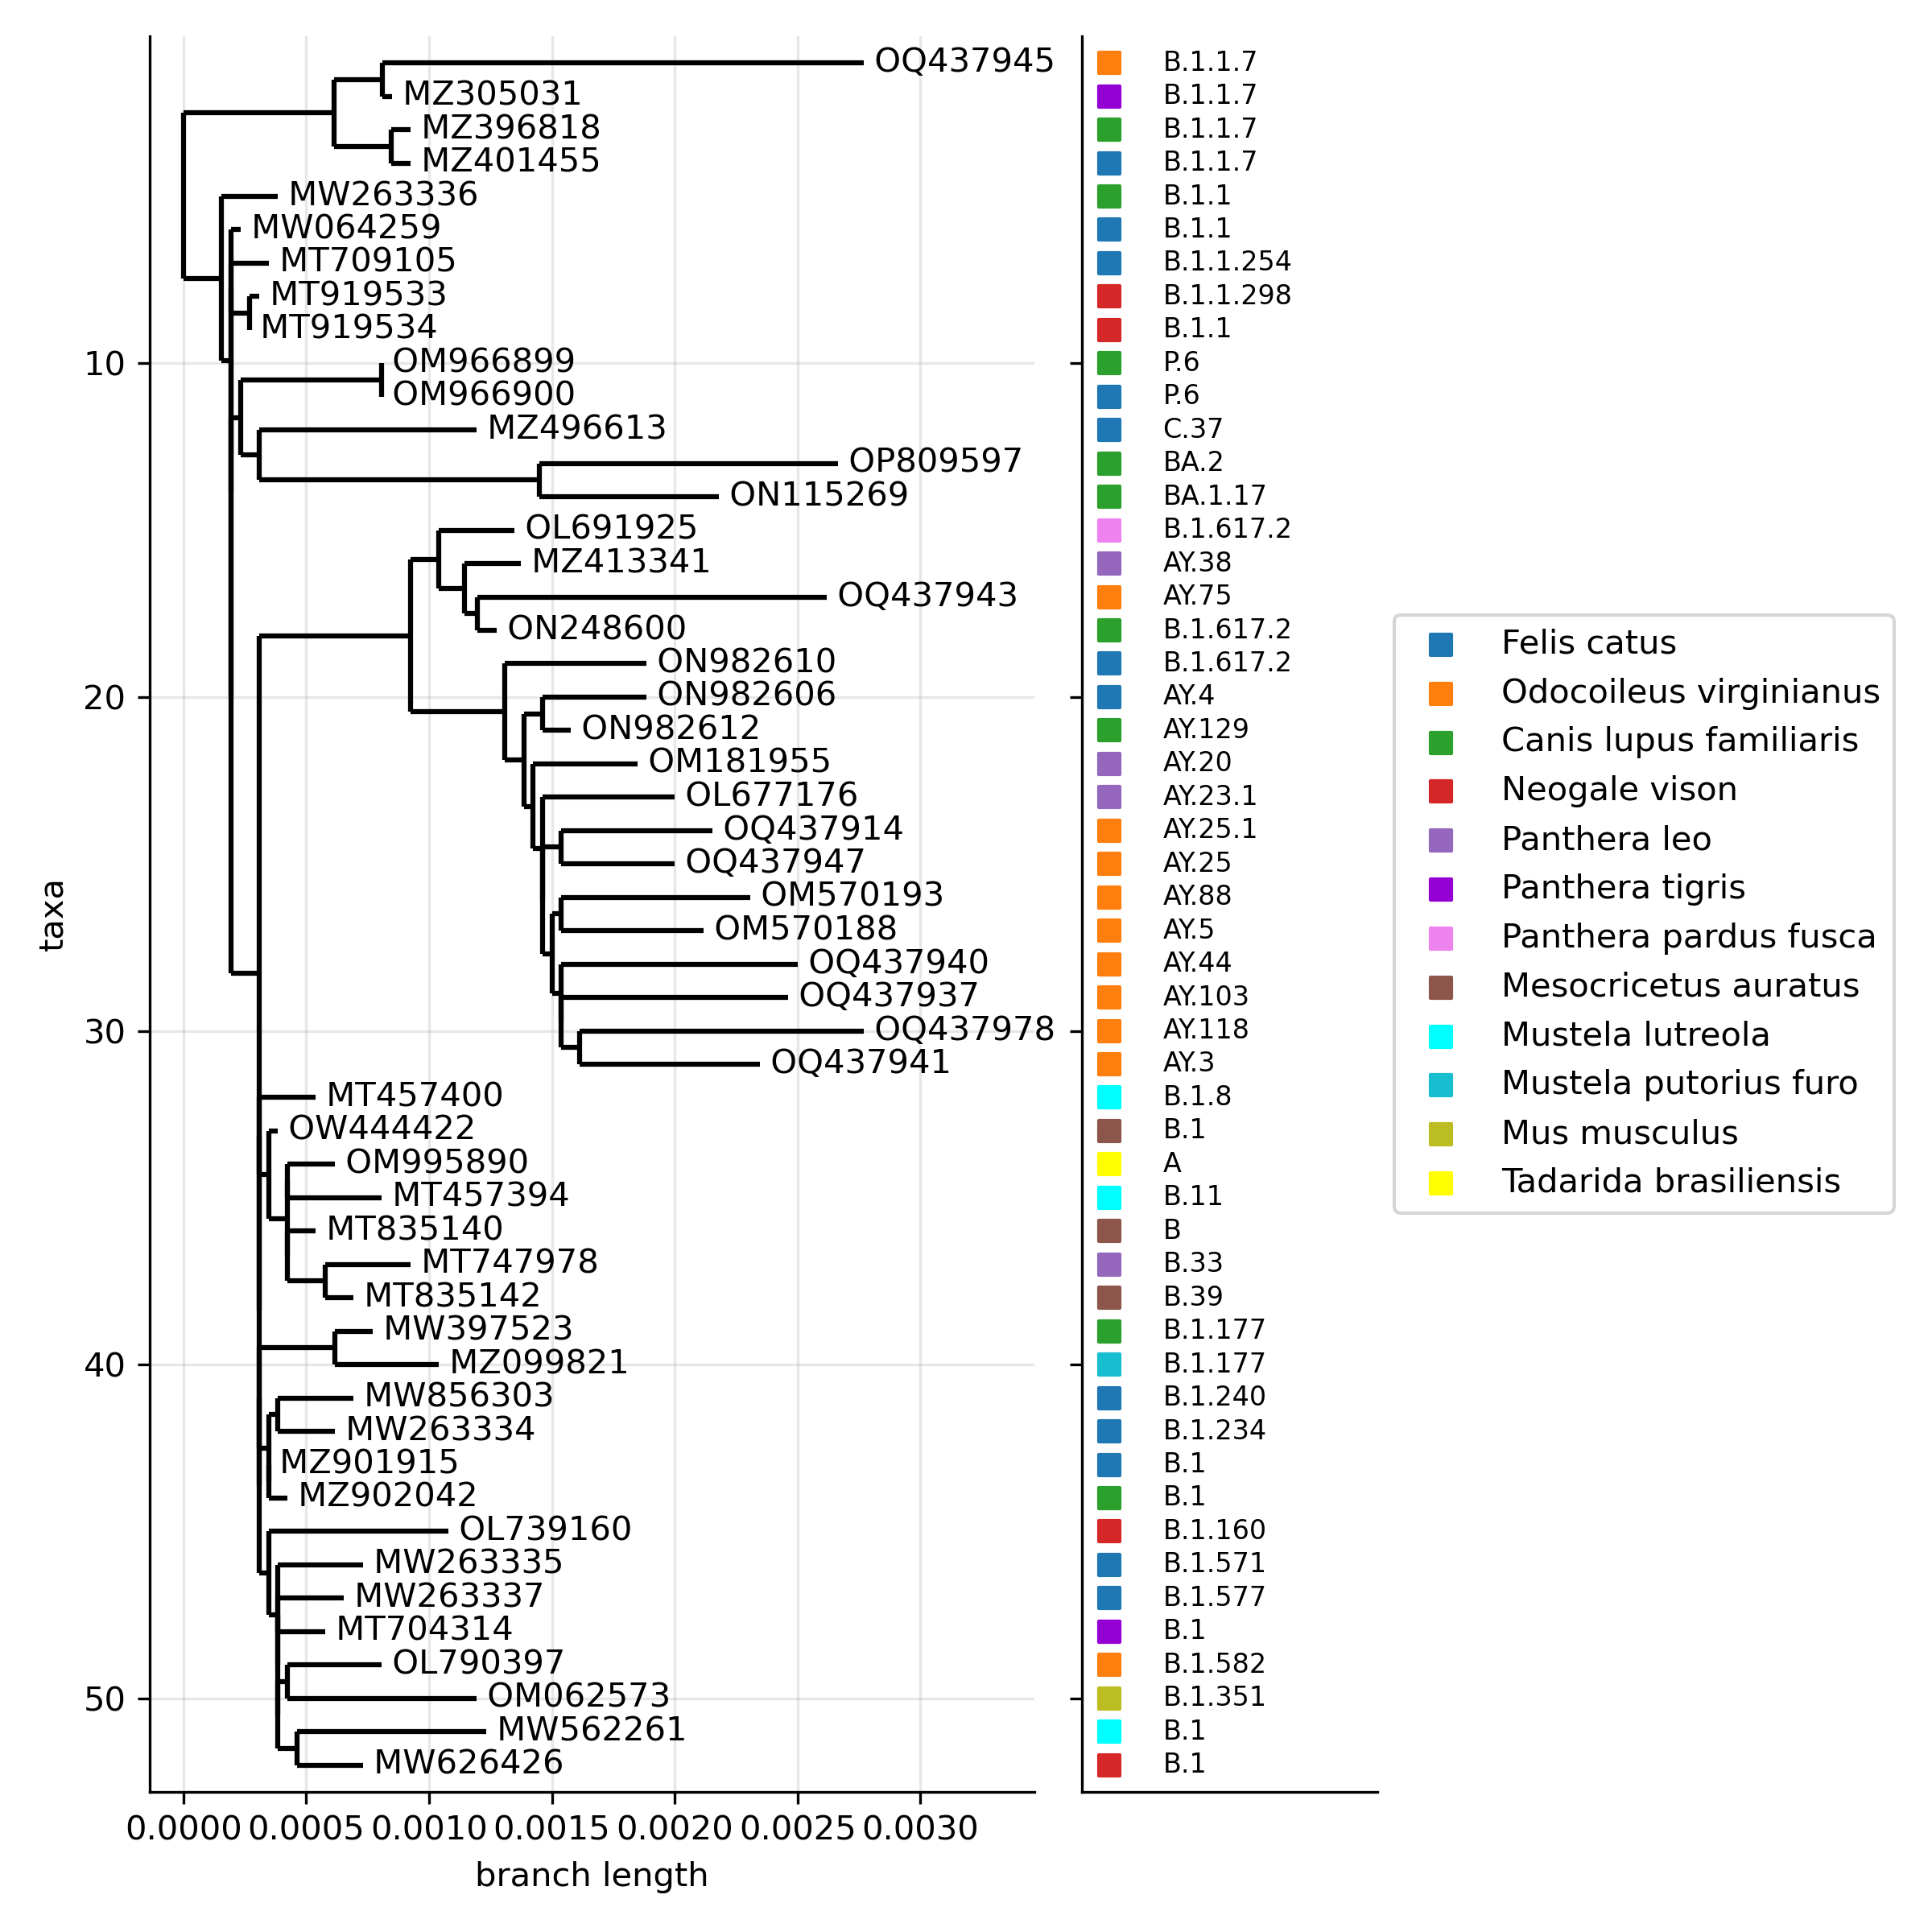 OQ437945 B.1.1.7
MZ305031 B.1.1.7
MZ396818 B.1.1.7
MZ401455 B.1.1.7
MW263336 B.1.1
MW064259 B.1.1
MT709105 B.1.1.254
MT919533 B.1.1.298
MT919534 B.1.1
10 OM966899 P.6
OM966900 P.6
MZ496613 C.37
OP809597 BA.2
ON115269 BA.1.17
OL691925 B.1.617.2
MZ413341 AY.38
OQ437943 AY.75
ON248600 B.1.617.2
ON982610 B.1.617.2
20 ON982606 AY.4
ON982612 AY.129
OM181955 AY.20
OL677176 AY.23.1
OQ437914 AY.25.1
OQ437947 AY.25
OM570193 AY.88
OM570188 AY.5
OQ437940 AY.44
OQ437937 AY.103
30 OQ437978 AY.118
OQ437941 AY.3
MT457400 B.1.8
OW444422 B.1
OM995890 A
MT457394 B.11
MT835140 B
MT747978 B.33
MT835142 B.39
MW397523 B.1.177
40 MZ099821 B.1.177
MW856303 B.1.240
MW263334 B.1.234
MZ901915 B.1
MZ902042 B.1
OL739160 B.1.160
MW263335 B.1.571
MW263337 B.1.577
MT704314 B.1
OL790397 B.1.582
50 OM062573 B.1.351
MW562261 B.1
MW626426 B.1
taxa
0.0000 0.0005 0.0010 0.0015 0.0020 0.0025 0.0030
branch length
Felis catus
Odocoileus virginianus
Canis lupus familiaris
Neogale vison
Panthera leo
Panthera tigris
Panthera pardus fusca
Mesocricetus auratus
Mustela lutreola
Mustela putorius furo
Mus musculus
Tadarida brasiliensis